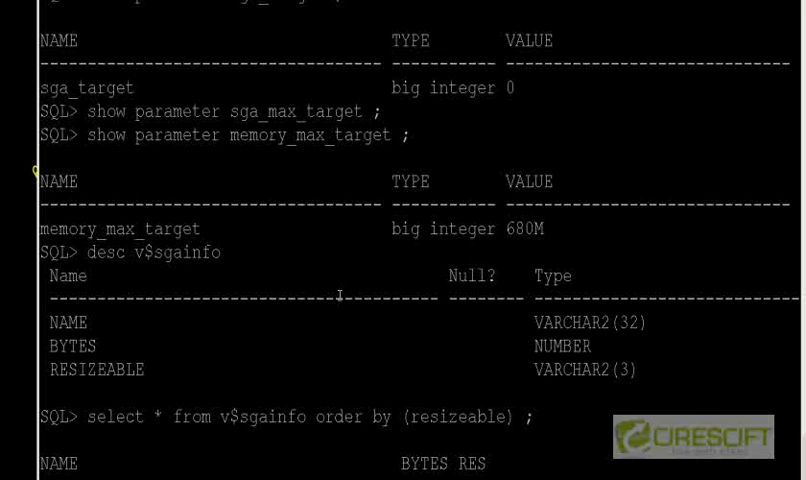 NAME TYPE VALUE
------------------------------------ ----------- ------------------------------
sga_target big integer 0
SQL> show parameter sga_max_target ;
SQL> show parameter memory_max_target ;
NAME TYPE VALUE
------------------------------------ ----------- ------------------------------
memory_max_target big integer 680M
SQL> desc v$sgainfo
Name Null? Type
----------------------------------------- -------- ----------------------------
NAME VARCHAR2(32)
BYTES NUMBER
RESIZEABLE VARCHAR2(3)
SQL> select * from v$sgainfo order by (resizeable) ;
NAME BYTES RES